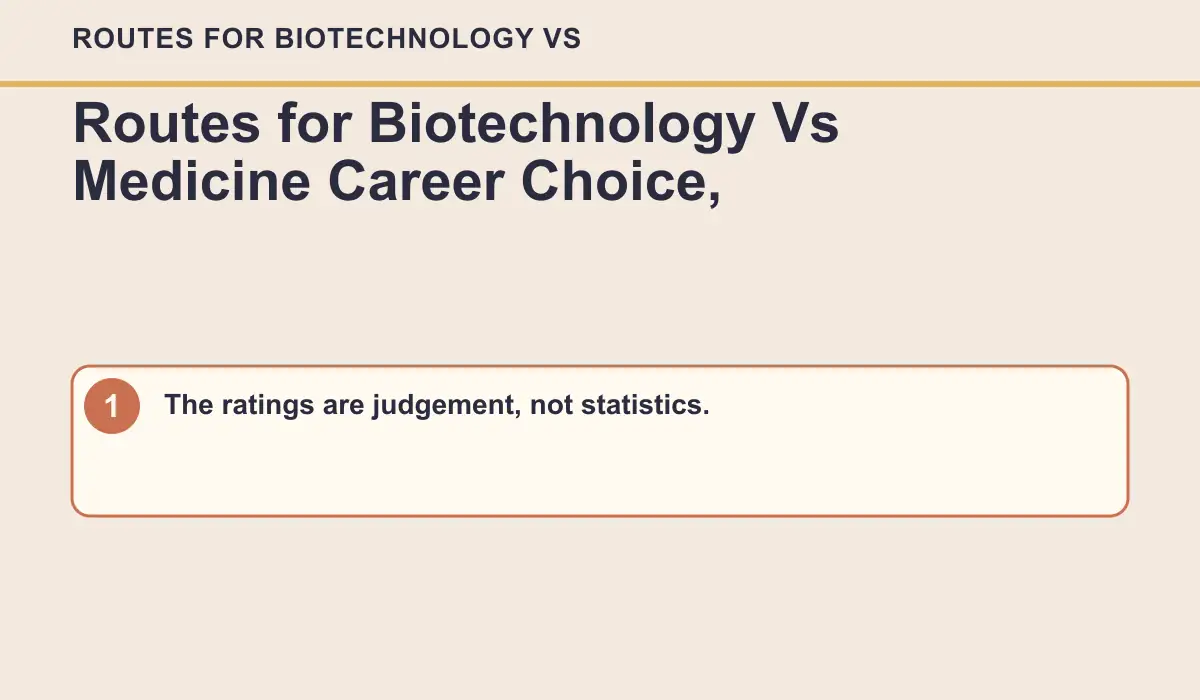 ROUTES FOR BIOTECHNOLOGY VS
Routes for Biotechnology Vs
Medicine Career Choice,
1 The ratings are judgement, not statistics.